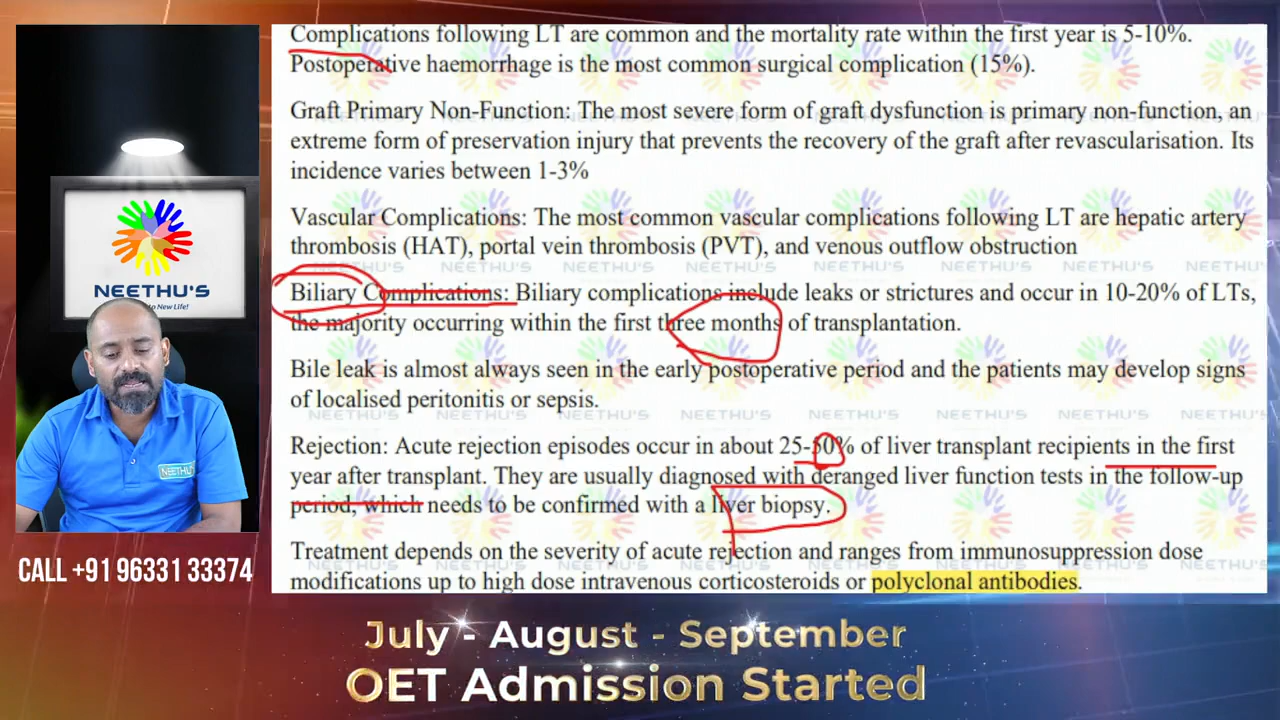 Complications following LT are common and the mortality rate within the first year is 5-10%.
Postoperative haemorrhage is the most common surgical complication (15%).
Graft Primary Non-Function: The most severe form of graft dysfunction is primary non-function, an
extreme form of preservation injury that prevents the recovery of the graft after revascularisation. Its
incidence varies between 1-3%
Vascular Complications: The most common vascular complications following LT are hepatic artery
thrombosis (HAT), portal vein thrombosis (PVT), and venous outflow obstruction
Biliary Complications: Biliary complications include leaks or strictures and occur in 10-20% of LTs,
the majority occurring within the first three months of transplantation.
Bile leak is almost always seen in the early postoperative period and the patients may develop signs
of localised peritonitis or sepsis.
Rejection: Acute rejection episodes occur in about 25-50% of liver transplant recipients in the first
year after transplant. They are usually diagnosed with deranged liver function tests in the follow-up
period, which needs to be confirmed with a liver biopsy.
Treatment depends on the severity of acute rejection and ranges from immunosuppression dose
modifications up to high dose intravenous corticosteroids or polyclonal antibodies.
NEETHU'S
to New Life!
NEETHU'S
CALL +91 96331 33374
July - August - September
OET Admission Started